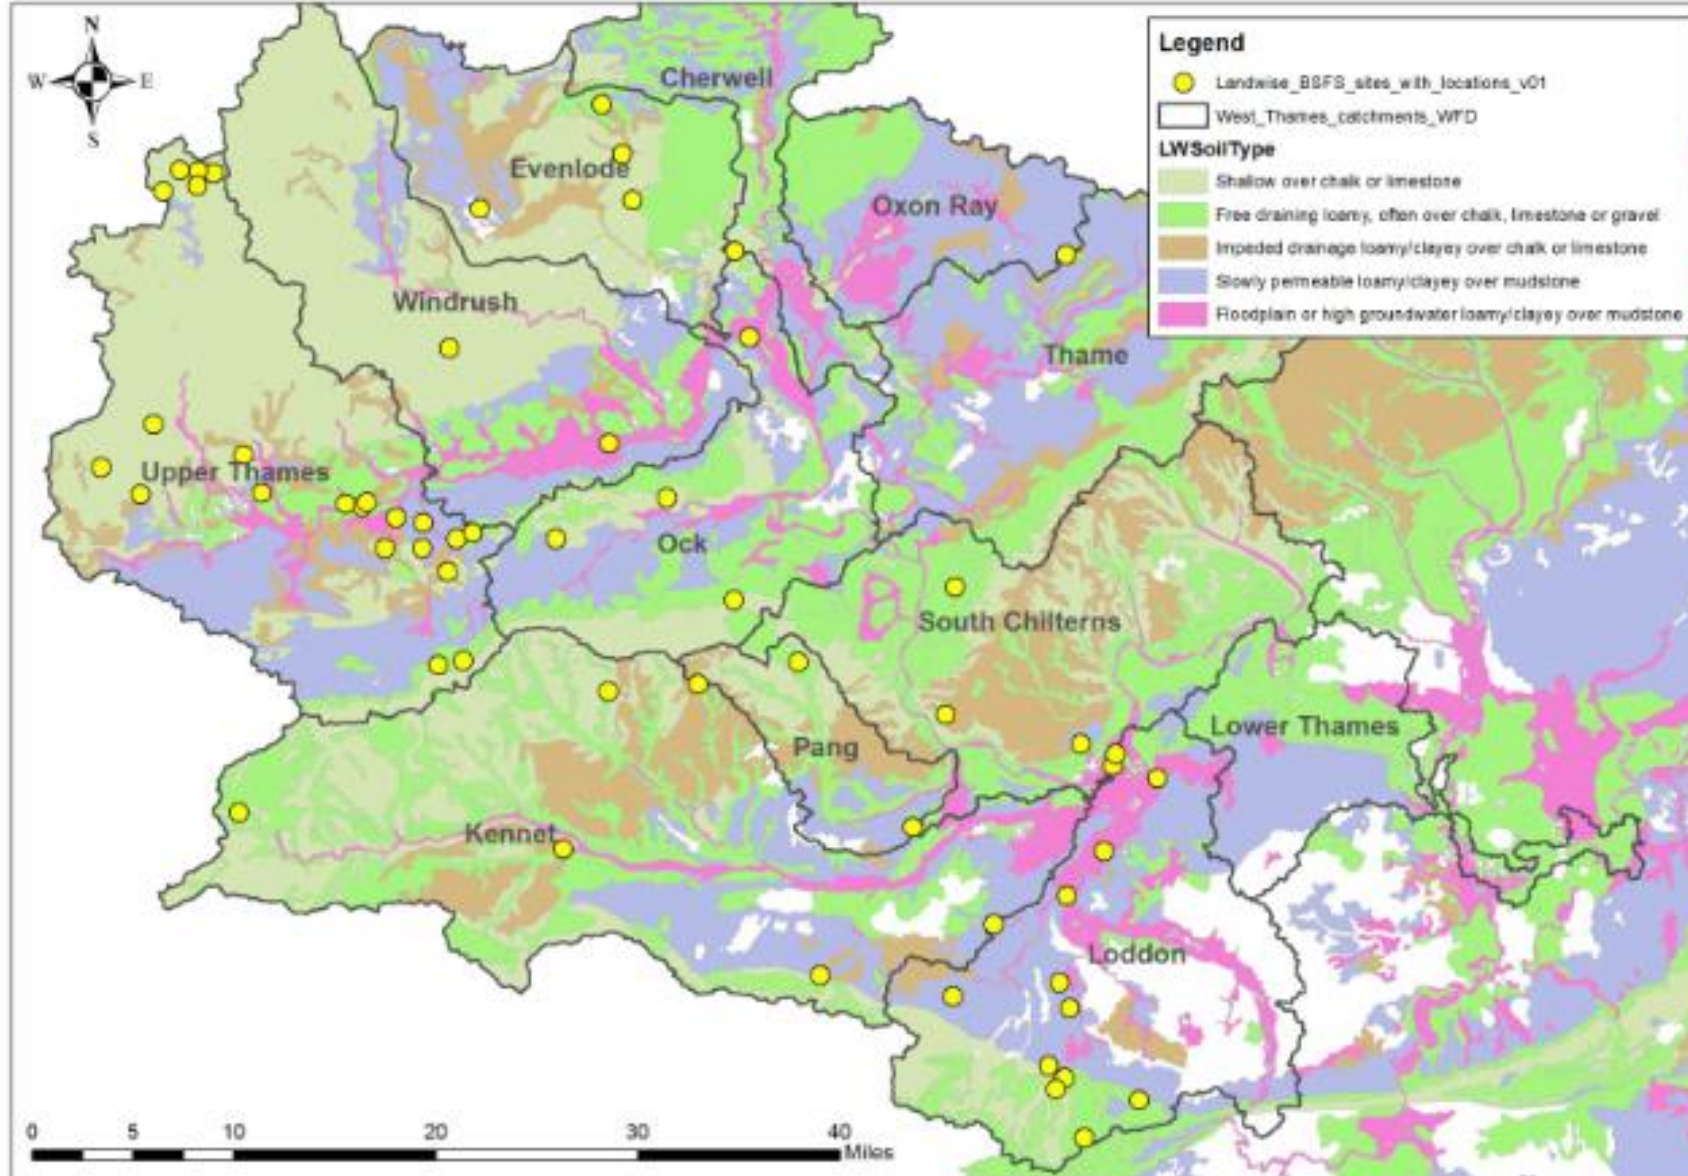 N
W E
S
Legend
Landwise_BSFS_sites_with_locations_v01
West_Thames_catchments_WFD
LWSoilType
Shallow over chalk or limestone
Free draining loamy, often over chalk, limestone or gravel
Impeded drainage loamy/clayey over chalk or limestone
Slowly permeable loamy/clayey over mudstone
Floodplain or high groundwater loamy/clayey over mudstone
Cherwell
Evenlode
Oxon Ray
Windrush
Thame
Upper Thames
Ock
South Chilterns
Lower Thames
Pang
Kennet
Loddon
0 5 10 20 30 40
Miles